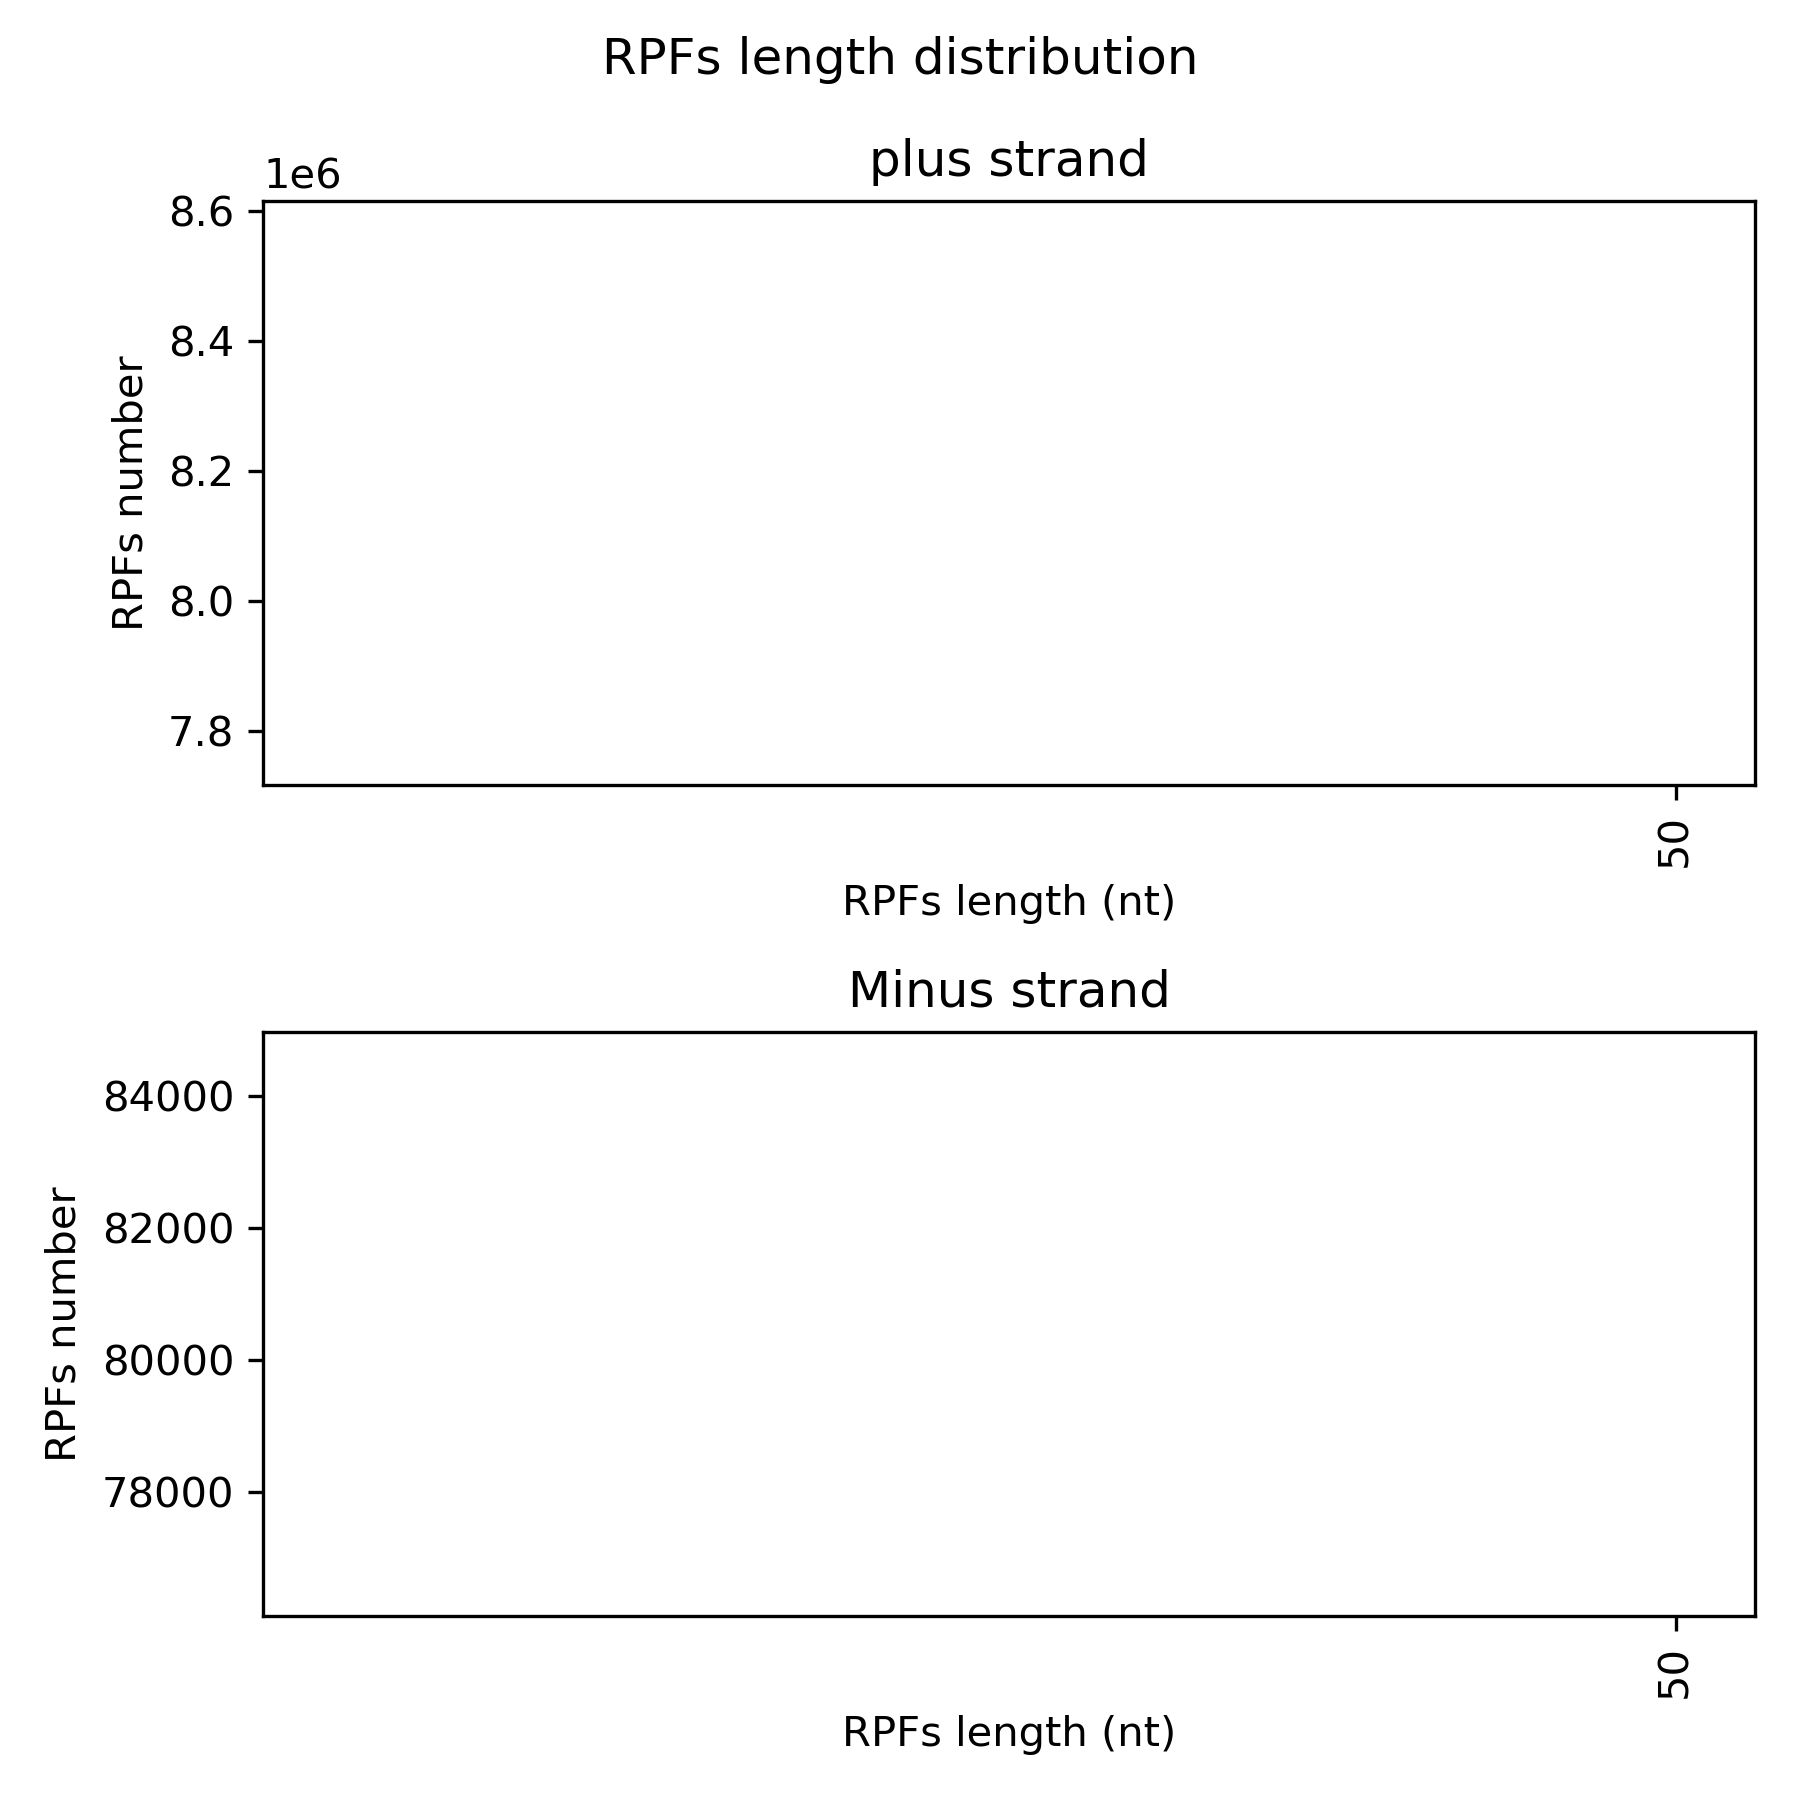 RPFs length distribution
plus strand
1e6
8.6
8.4
8.2
8.0
7.8
RPFs number
50
RPFs length (nt)
Minus strand
84000
82000
80000
78000
RPFs number
50
RPFs length (nt)